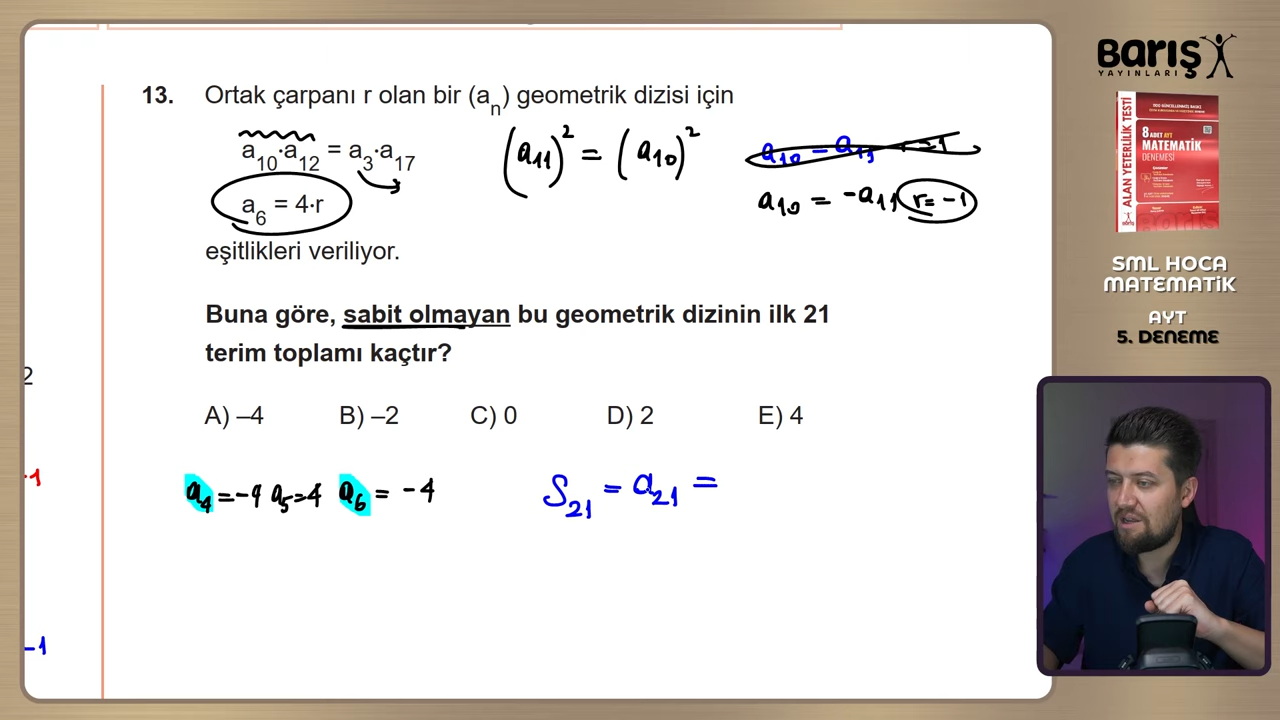 13. Ortak çarpanı r olan bir (aₙ) geometrik dizisi için
a₁₀·a₁₂ = a₃·a₁₇
a₆ = 4·r
(a₁₁)² = (a₁₀)²
a₁₀ = -a₁₁ r = -1
eşitlikleri veriliyor.
Buna göre, sabit olmayan bu geometrik dizinin ilk 21
terim toplamı kaçtır?
A) –4 B) –2 C) 0 D) 2 E) 4
a₄ = -4 a₅ = 4 a₆ = -4
S₂₁ = a₂₁ =
2
-1
-1
BARIŞ
YAYINLARI
ALAN YETERLİLİK TESTİ
8 ADET AYT
MATEMATİK
DENEMESİ
SML HOCA
MATEMATİK
AYT
5. DENEME